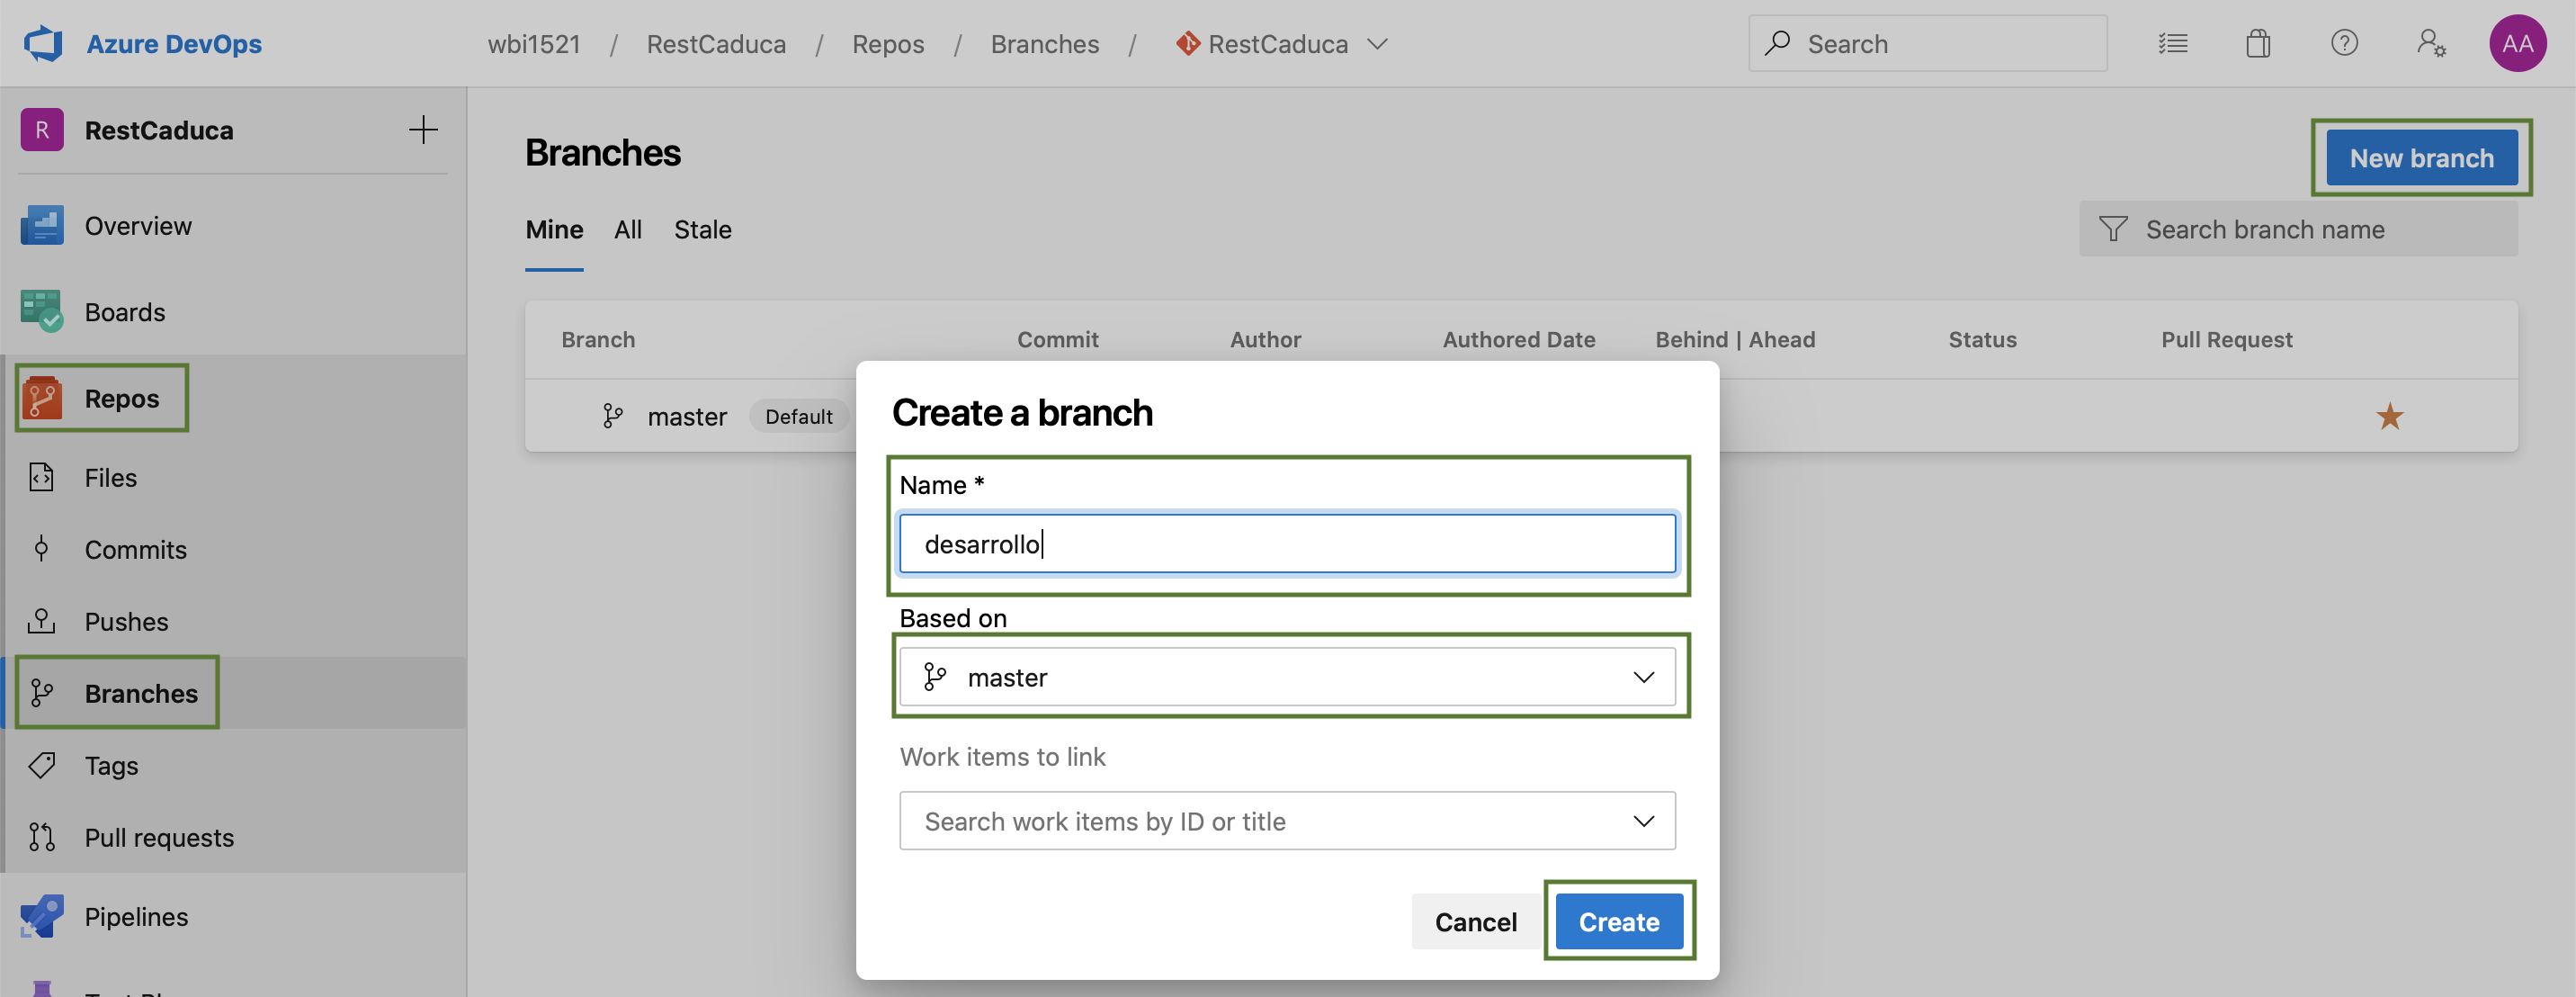 Azure DevOps
wbi1521 / RestCaduca / Repos / Branches / RestCaduca
Search
AA
R RestCaduca
Overview
Boards
Repos
Files
Commits
Pushes
Branches
Tags
Pull requests
Pipelines
Branches
New branch
Mine All Stale
Search branch name
Branch Commit Author Authored Date Behind | Ahead Status Pull Request
master Default
Create a branch
Name *
desarrollo
Based on
master
Work items to link
Search work items by ID or title
Cancel Create